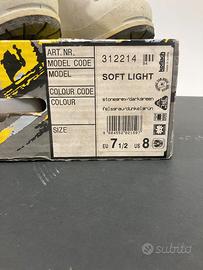 ART. NR. 312214
MODEL CODE
MODEL SOFT LIGHT
COLOUR CODE
COLOUR stonegrey/darkgreen
felsgrau/dunkelgrün
SIZE
EU 7 1/2 US 8
subito